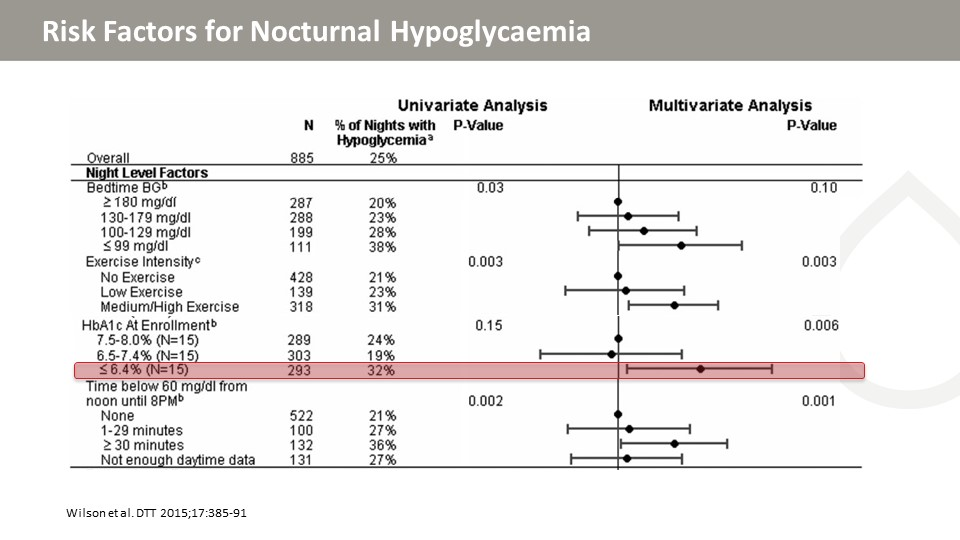 Risk Factors for Nocturnal Hypoglycaemia
Univariate Analysis Multivariate Analysis
N % of Nights with Hypoglycemiaᵃ P-Value P-Value
Overall 885 25%
Night Level Factors
Bedtime BGᵇ 0.03 0.10
≥ 180 mg/dl 287 20%
130-179 mg/dl 288 23%
100-129 mg/dl 199 28%
≤ 99 mg/dl 111 38%
Exercise Intensityᶜ 0.003 0.003
No Exercise 428 21%
Low Exercise 139 23%
Medium/High Exercise 318 31%
HbA1c At Enrollmentᵇ 0.15 0.006
7.5-8.0% (N=15) 289 24%
6.5-7.4% (N=15) 303 19%
≤ 6.4% (N=15) 293 32%
Time below 60 mg/dl from
noon until 8PMᵇ 0.002 0.001
None 522 21%
1-29 minutes 100 27%
≥ 30 minutes 132 36%
Not enough daytime data 131 27%
Wilson et al. DTT 2015;17:385-91